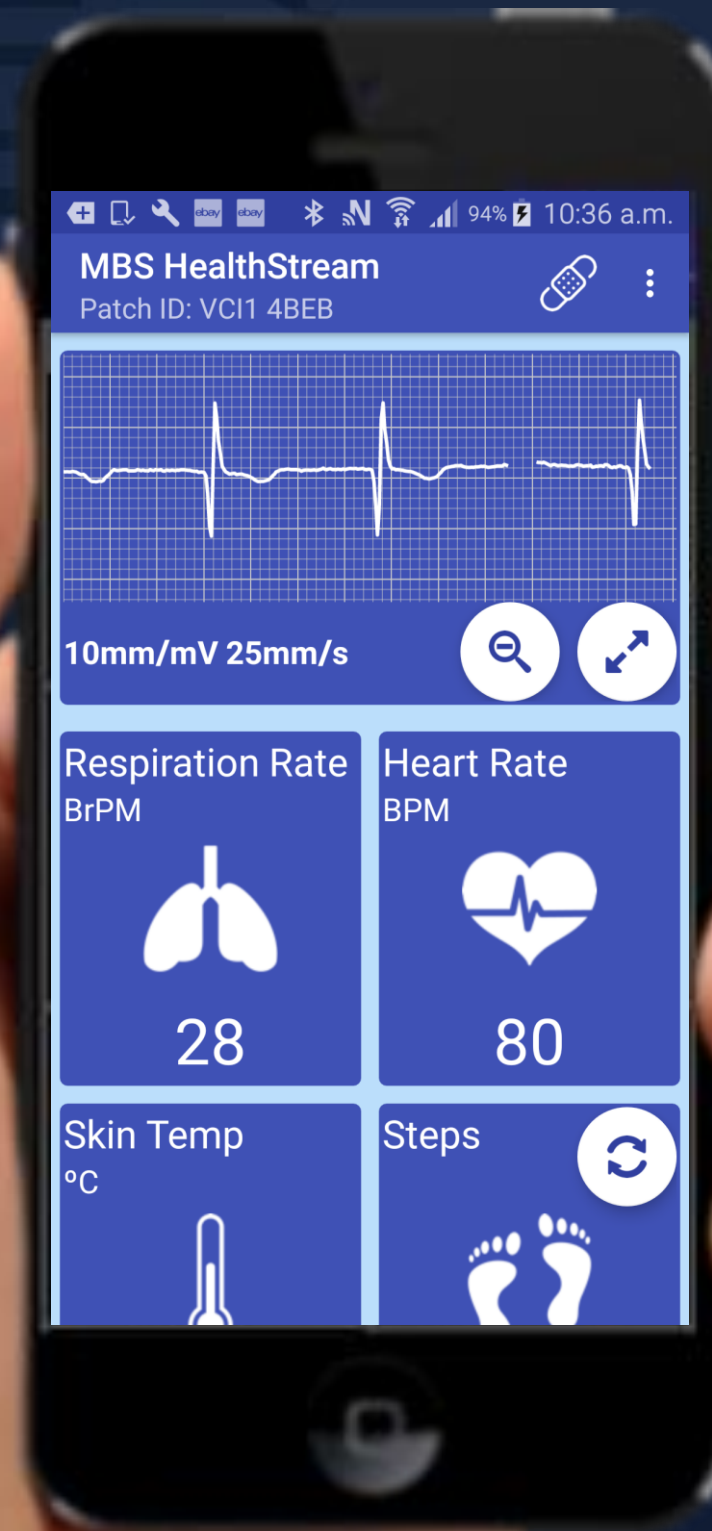 ebay ebay N 94% 10:36 a.m.
MBS HealthStream
Patch ID: VCI1 4BEB
10mm/mV 25mm/s
Respiration Rate
BrPM
28
Heart Rate
BPM
80
Skin Temp
ºC
Steps